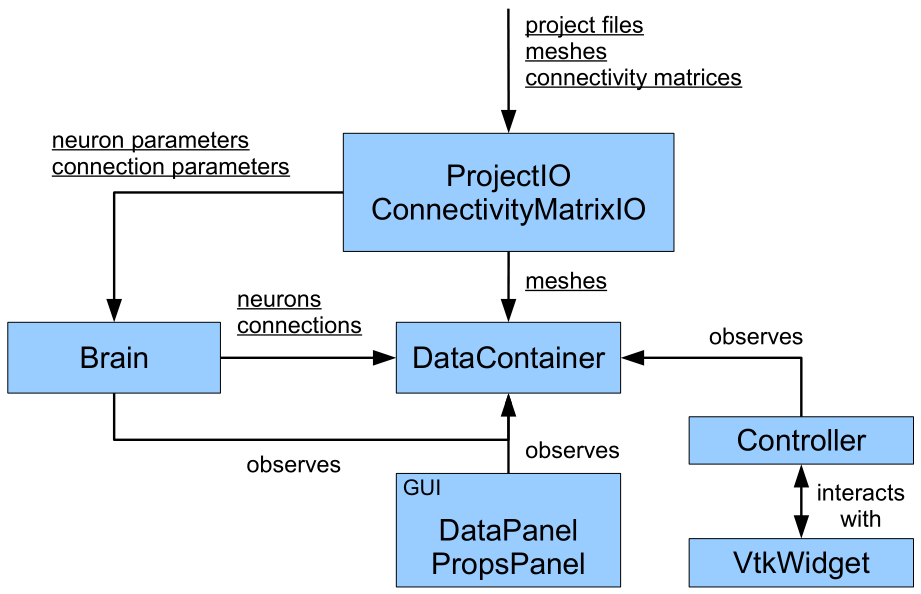 project files
meshes
connectivity matrices
neuron parameters
connection parameters
ProjectIO
ConnectivityMatrixIO
meshes
neurons
connections
observes
Brain
DataContainer
Controller
observes
observes
GUI
DataPanel
PropsPanel
interacts
with
VtkWidget